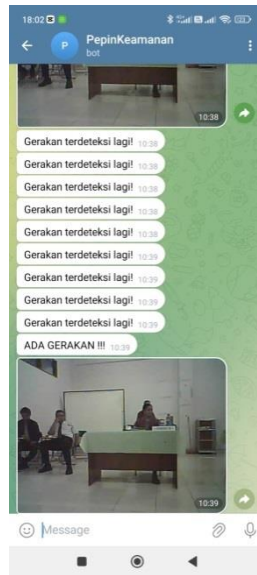 18:02
PepinKeamanan
P
bot
10:38
Gerakan terdeteksi lagi! 10:38
Gerakan terdeteksi lagi! 10:38
Gerakan terdeteksi lagi! 10:38
Gerakan terdeteksi lagi! 10:38
Gerakan terdeteksi lagi! 10:38
Gerakan terdeteksi lagi! 10:39
Gerakan terdeteksi lagi! 10:39
Gerakan terdeteksi lagi! 10:39
Gerakan terdeteksi lagi! 10:39
ADA GERAKAN !!! 10:39
10:39
Message